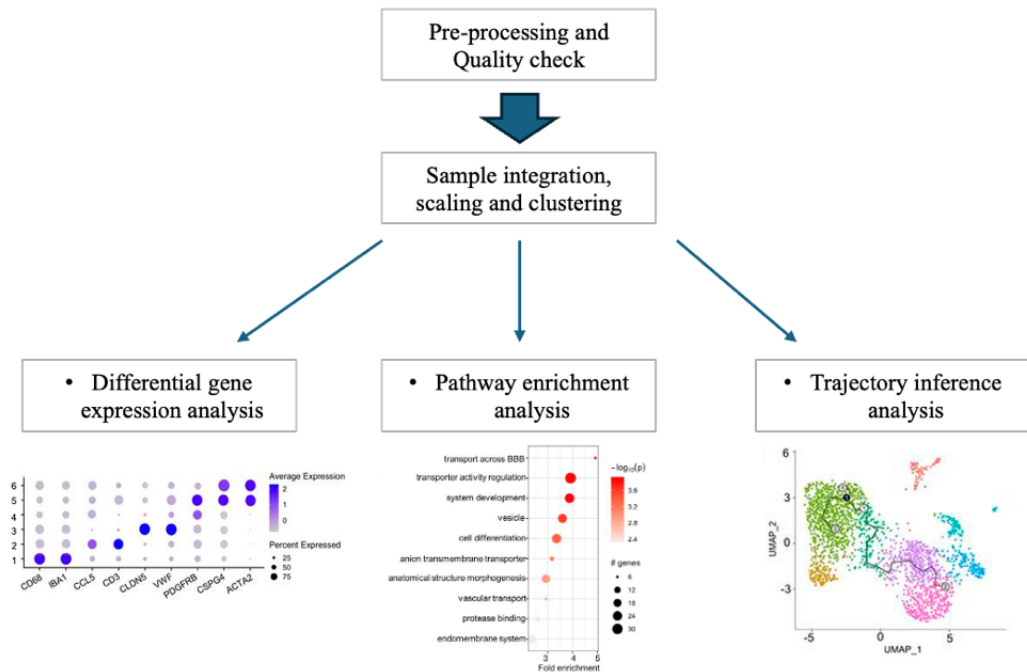 Pre-processing and
Quality check
Sample integration,
scaling and clustering
• Differential gene
expression analysis
• Pathway enrichment
analysis
• Trajectory inference
analysis
6
5
4
3
2
1
CD68 IBA1 CCL5 CD3 CLDN5 VWF PDGFRB CSPG4 ACTA2
Average Expression
2
1
0
Percent Expressed
25
50
75
transport across BBB
transporter activity regulation
system development
vesicle
cell differentiation
anion transmembrane transporter
anatomical structure morphogenesis
vascular transport
protease binding
endomembrane system
3 4 5
Fold enrichment
−log10(p)
3.6
3.2
2.8
2.4
# genes
6
12
18
24
30
6
3
0
-3
UMAP_2
-5 0 5
UMAP_1